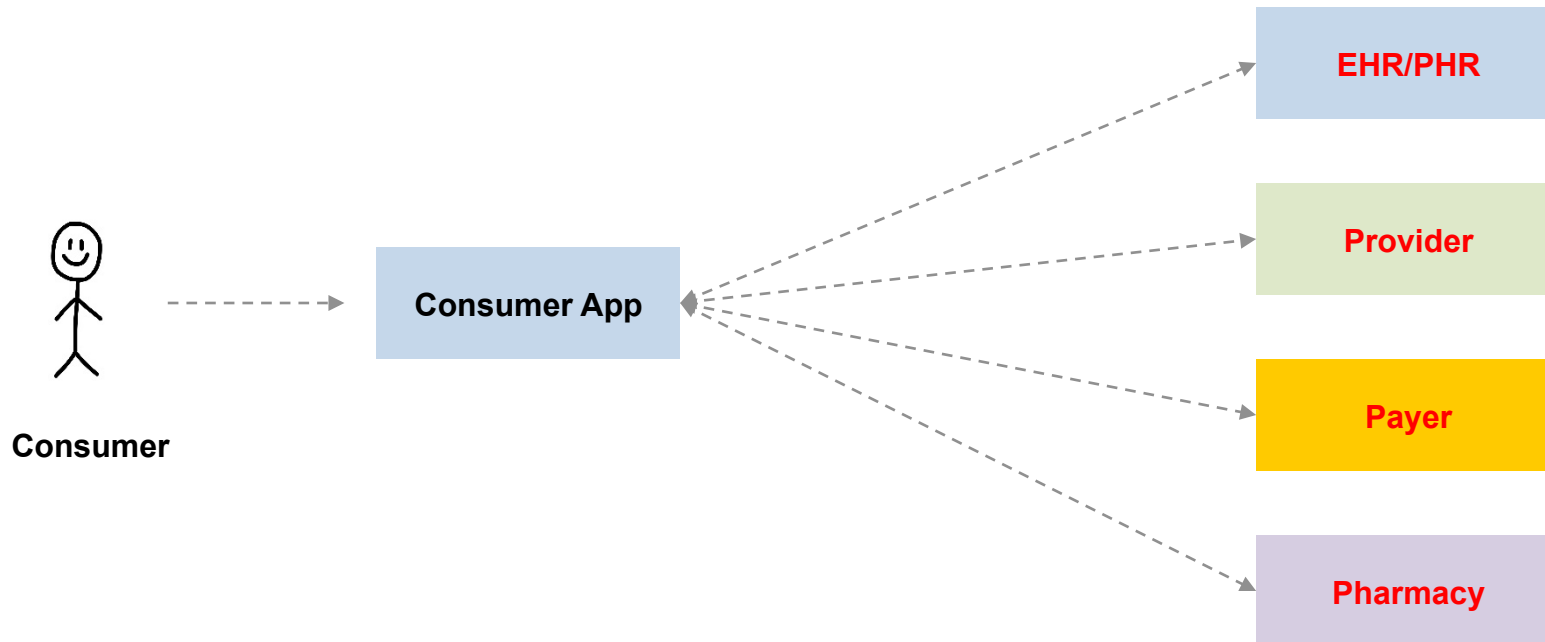 EHR/PHR
Provider
Consumer App
Payer
Consumer
Pharmacy